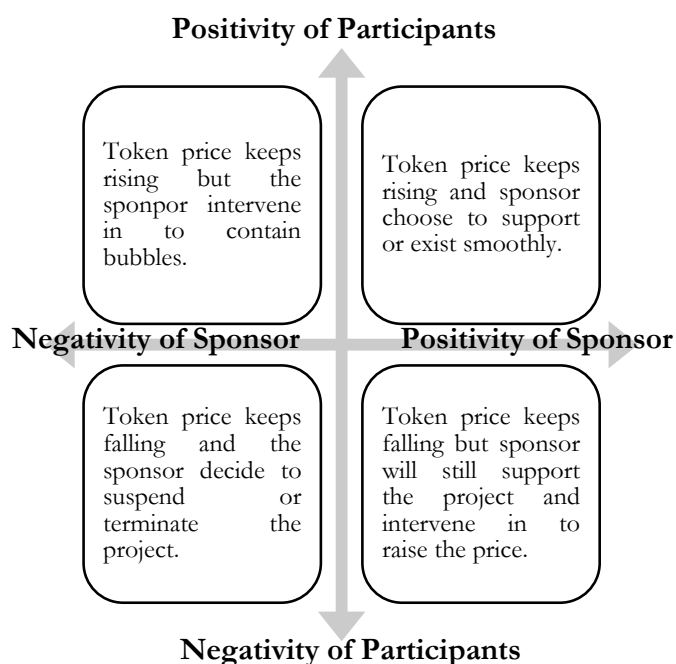 Positivity of Participants
Token price keeps
rising but the
sponpor intervene
in to contain
bubbles.
Token price keeps
rising and sponsor
choose to support
or exist smoothly.
Negativity of Sponsor
Positivity of Sponsor
Token price keeps
falling and the
sponsor decide to
suspend or
terminate the
project.
Token price keeps
falling but sponsor
will still support
the project and
intervene in to
raise the price.
Negativity of Participants